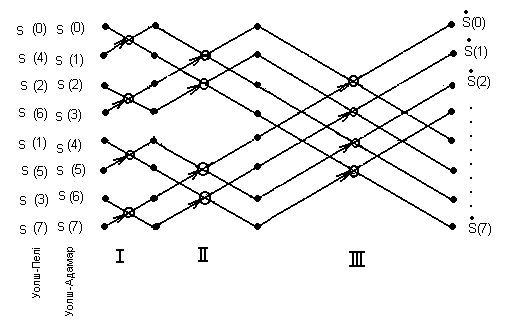 S (0) S (0) Ṡ(0)
S (4) S (1) Ṡ(1)
S (2) S (2) Ṡ(2)
S (6) S (3)
S (1) S (4)
S (5) S (5)
S (3) S (6)
S (7) S (7) Ṡ(7)
I II III
Уолш-Пелі
Уолш-Адамар